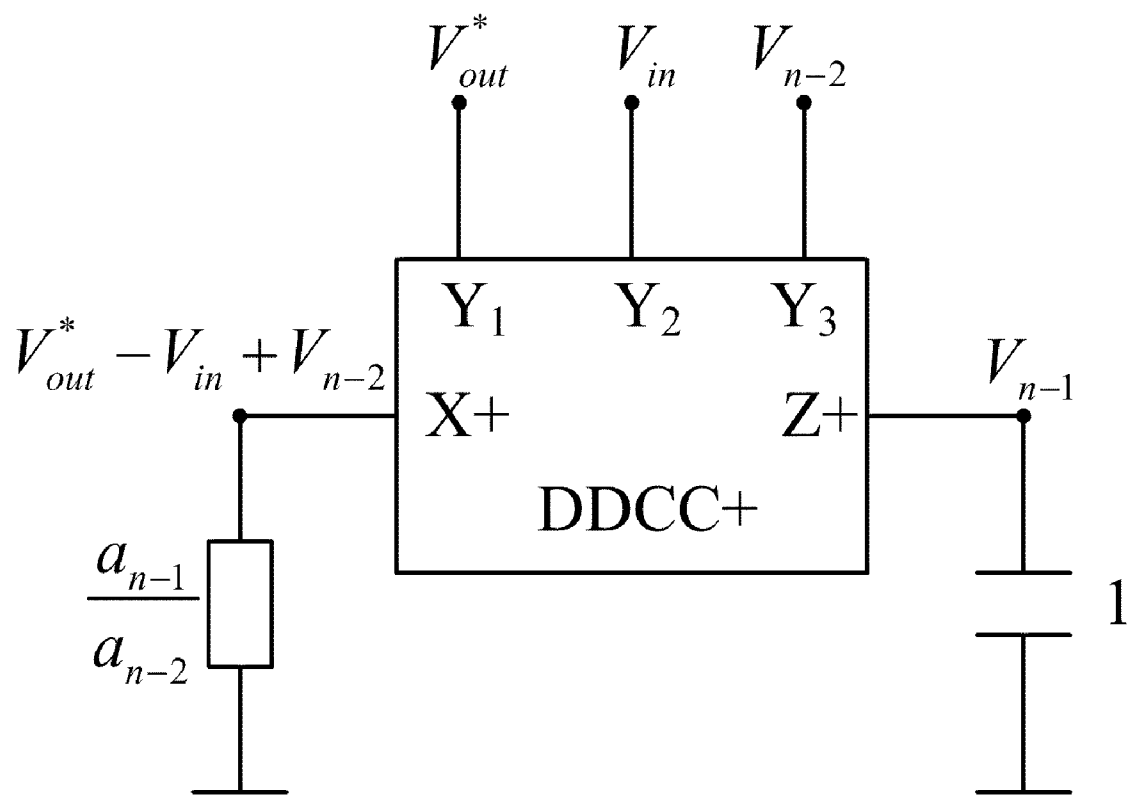 V*out Vin Vn−2
Y1 Y2 Y3
V*out − Vin + Vn−2
Vn−1
X+ Z+
DDCC+
an−1
an−2
1